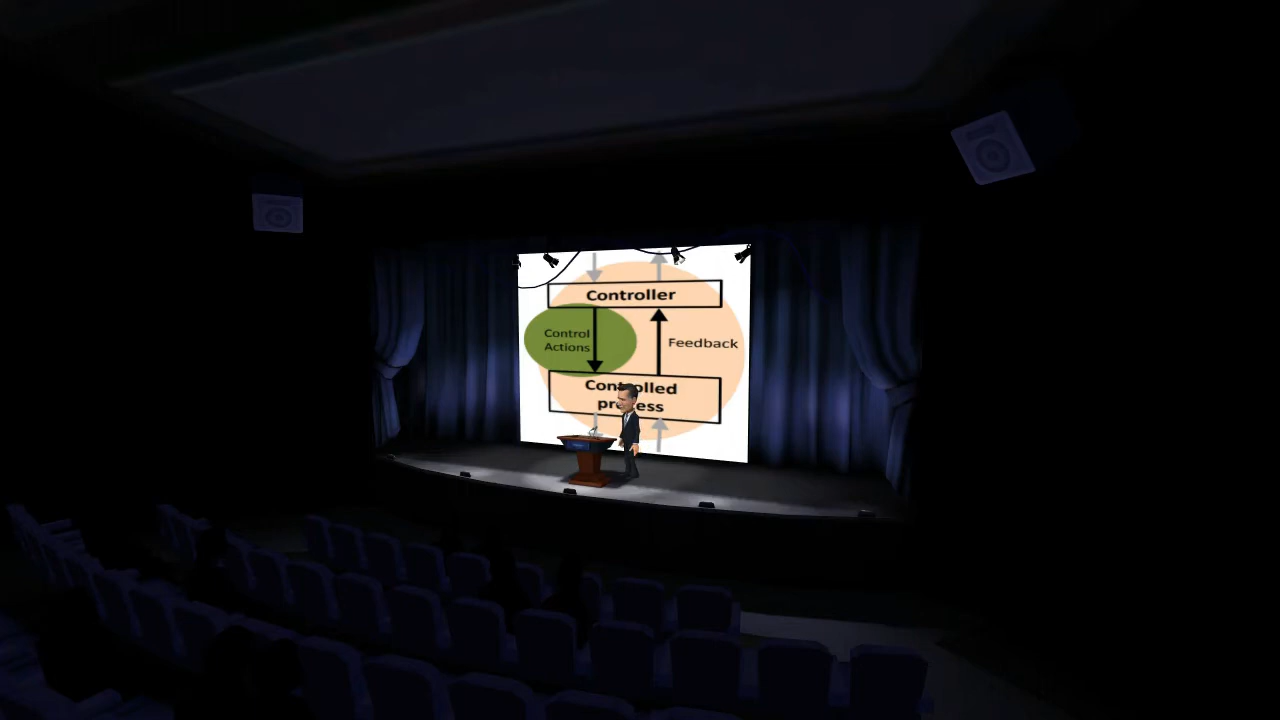 Controller
Control
Actions
Feedback
Controlled
process